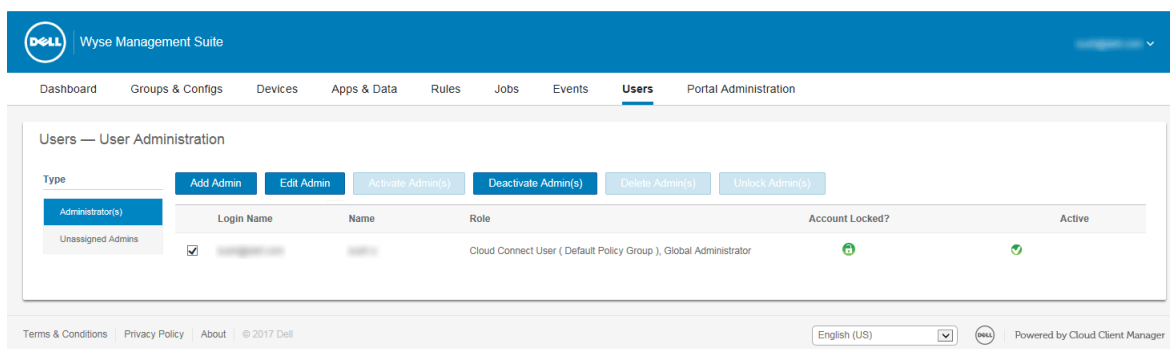 DELL Wyse Management Suite
Dashboard Groups & Configs Devices Apps & Data Rules Jobs Events Users Portal Administration
Users — User Administration
Type
Add Admin Edit Admin Activate Admin(s) Deactivate Admin(s) Delete Admin(s) Unlock Admin(s)
Administrator(s)
Login Name Name Role Account Locked? Active
Unassigned Admins
Cloud Connect User ( Default Policy Group ), Global Administrator
Terms & Conditions Privacy Policy About © 2017 Dell English (US) DELL Powered by Cloud Client Manager